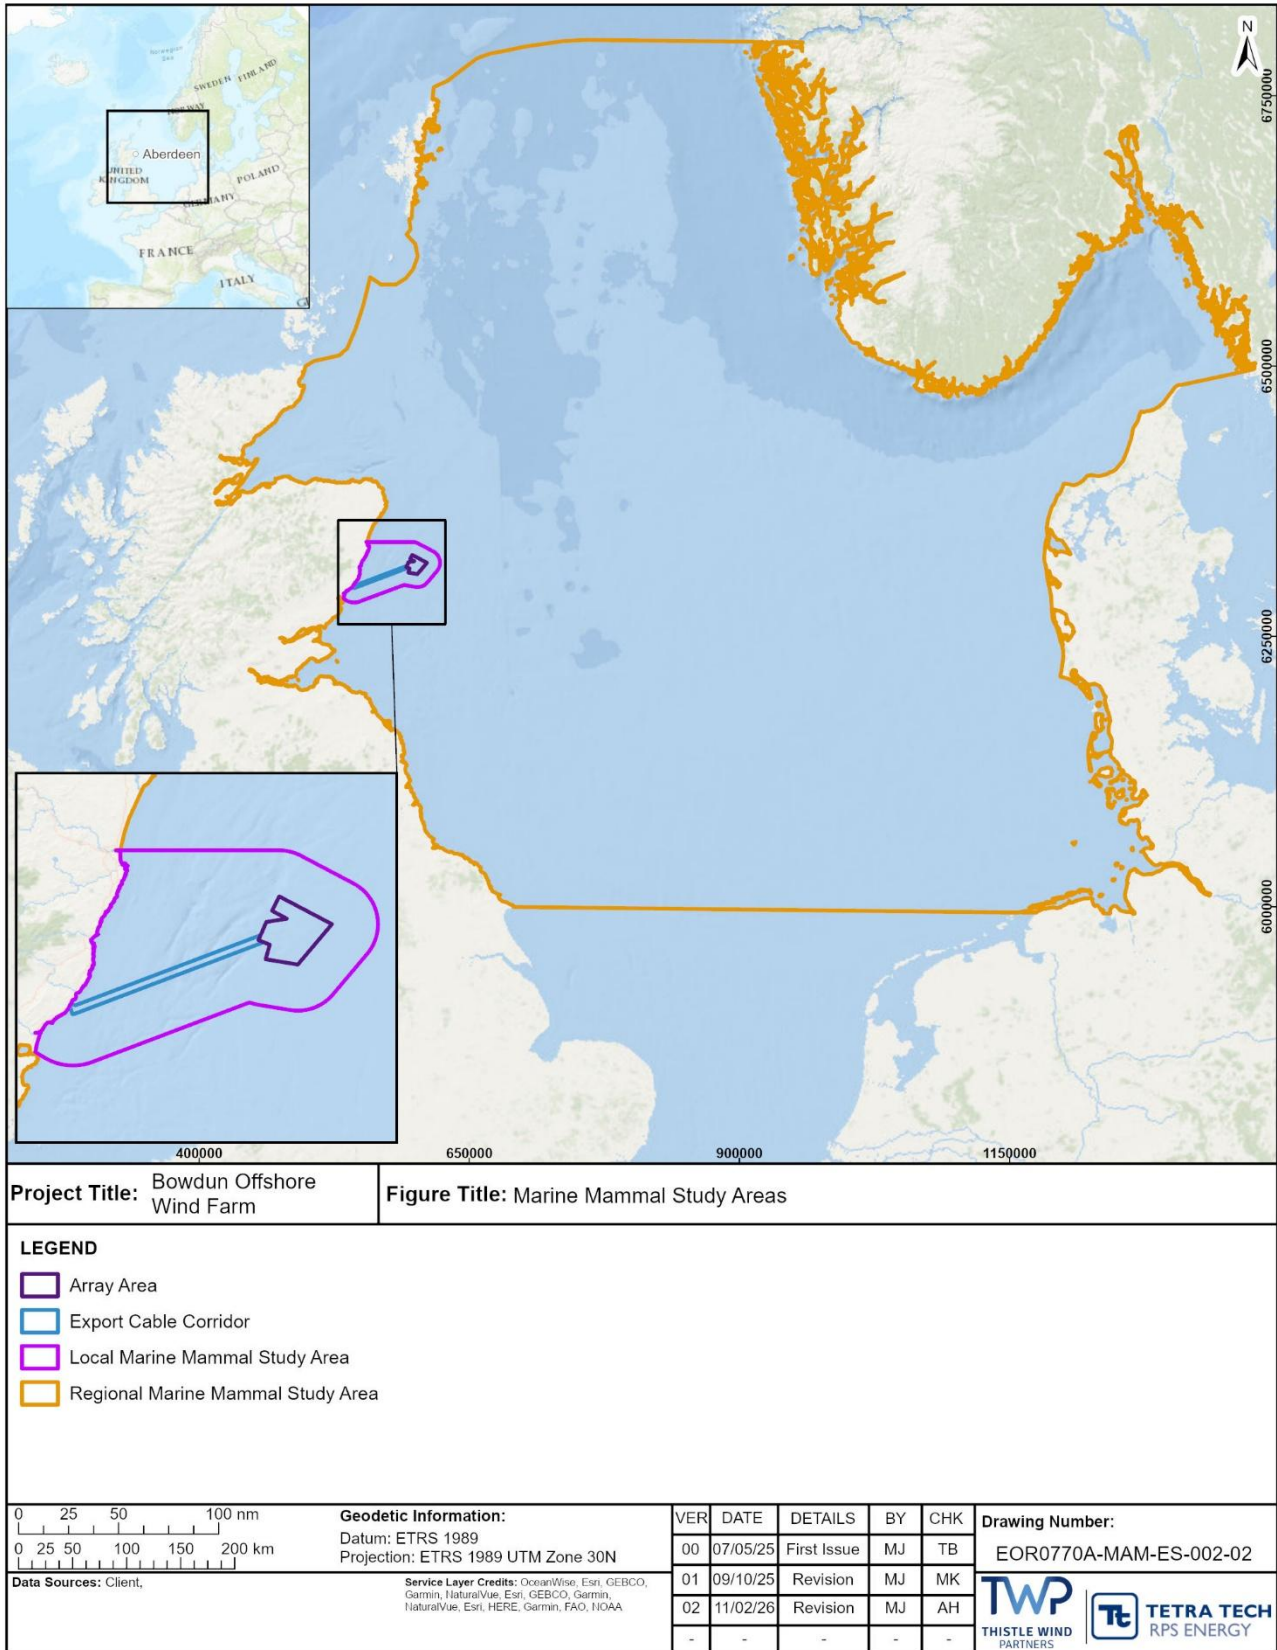 Norwegian
Sea
SWEDEN
FINLAND
NORWAY
Aberdeen
UNITED
KINGDOM
POLAND
GERMANY
FRANCE
ITALY
N
6750000
6500000
6250000
6000000
400000
650000
900000
1150000
Project Title: Bowdun Offshore
Wind Farm
Figure Title: Marine Mammal Study Areas
LEGEND
Array Area
Export Cable Corridor
Local Marine Mammal Study Area
Regional Marine Mammal Study Area
0 25 50 100 nm
0 25 50 100 150 200 km
Geodetic Information:
Datum: ETRS 1989
Projection: ETRS 1989 UTM Zone 30N
Data Sources: Client,
Service Layer Credits: OceanWise, Esri, GEBCO,
Garmin, NaturalVue, Esri, GEBCO, Garmin,
NaturalVue, Esri, HERE, Garmin, FAO, NOAA
VER DATE DETAILS BY CHK
00 07/05/25 First Issue MJ TB
01 09/10/25 Revision MJ MK
02 11/02/26 Revision MJ AH
- - - - -
Drawing Number:
EOR0770A-MAM-ES-002-02
TWP
THISTLE WIND
PARTNERS
Tt
TETRA TECH
RPS ENERGY